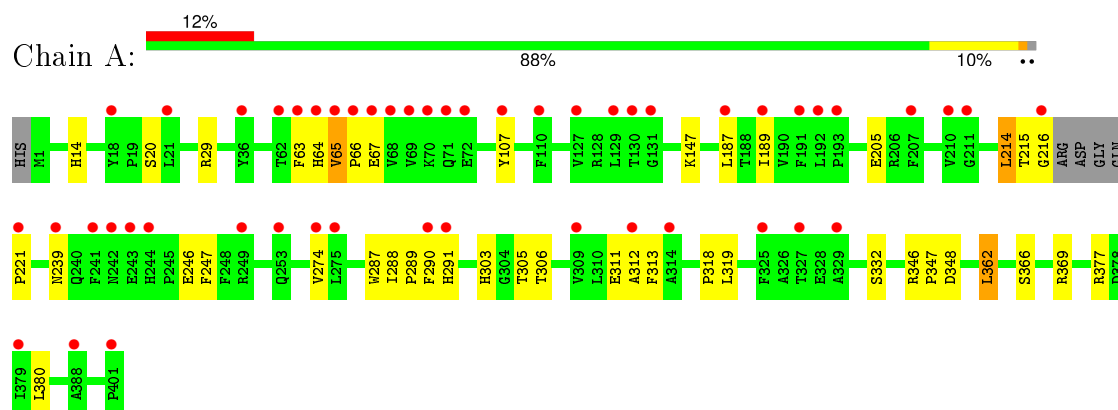 12%
Chain A:
88% 10% ••
HIS M1 H14 Y18 P19 S20 L21 R29 Y36 T62 F63 H64 V65 P66 E67 V68 V69 K70 Q71 E72 Y107 F110 V127 R128 L129 T130 G131 K147 L187 T188 I189 V190 F191 L192 P193 E205 R206 F207 V210 G211 L214 T215 G216 ARG ASP GLY GLN
P221 N239 Q240 F241 N242 E243 H244 P245 E246 F247 F248 R249 Q253 V274 L275 W287 I288 P289 F290 H291 H303 G304 T305 T306 V309 L310 E311 A312 F313 A314 P318 L319 F325 A326 T327 E328 A329 S332 R346 P347 D348 L362 S366 R369 R377 P378
I379 L380 A388 P401